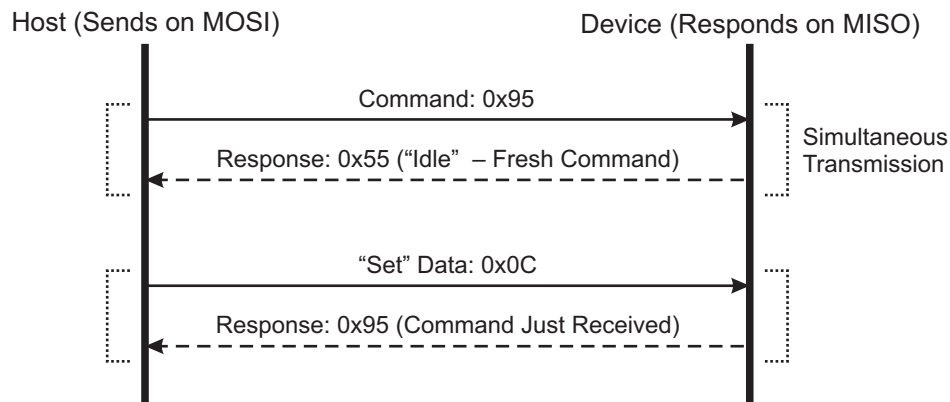 Host (Sends on MOSI)
Device (Responds on MISO)
Command: 0x95
Response: 0x55 (“Idle” – Fresh Command)
Simultaneous
Transmission
“Set” Data: 0x0C
Response: 0x95 (Command Just Received)